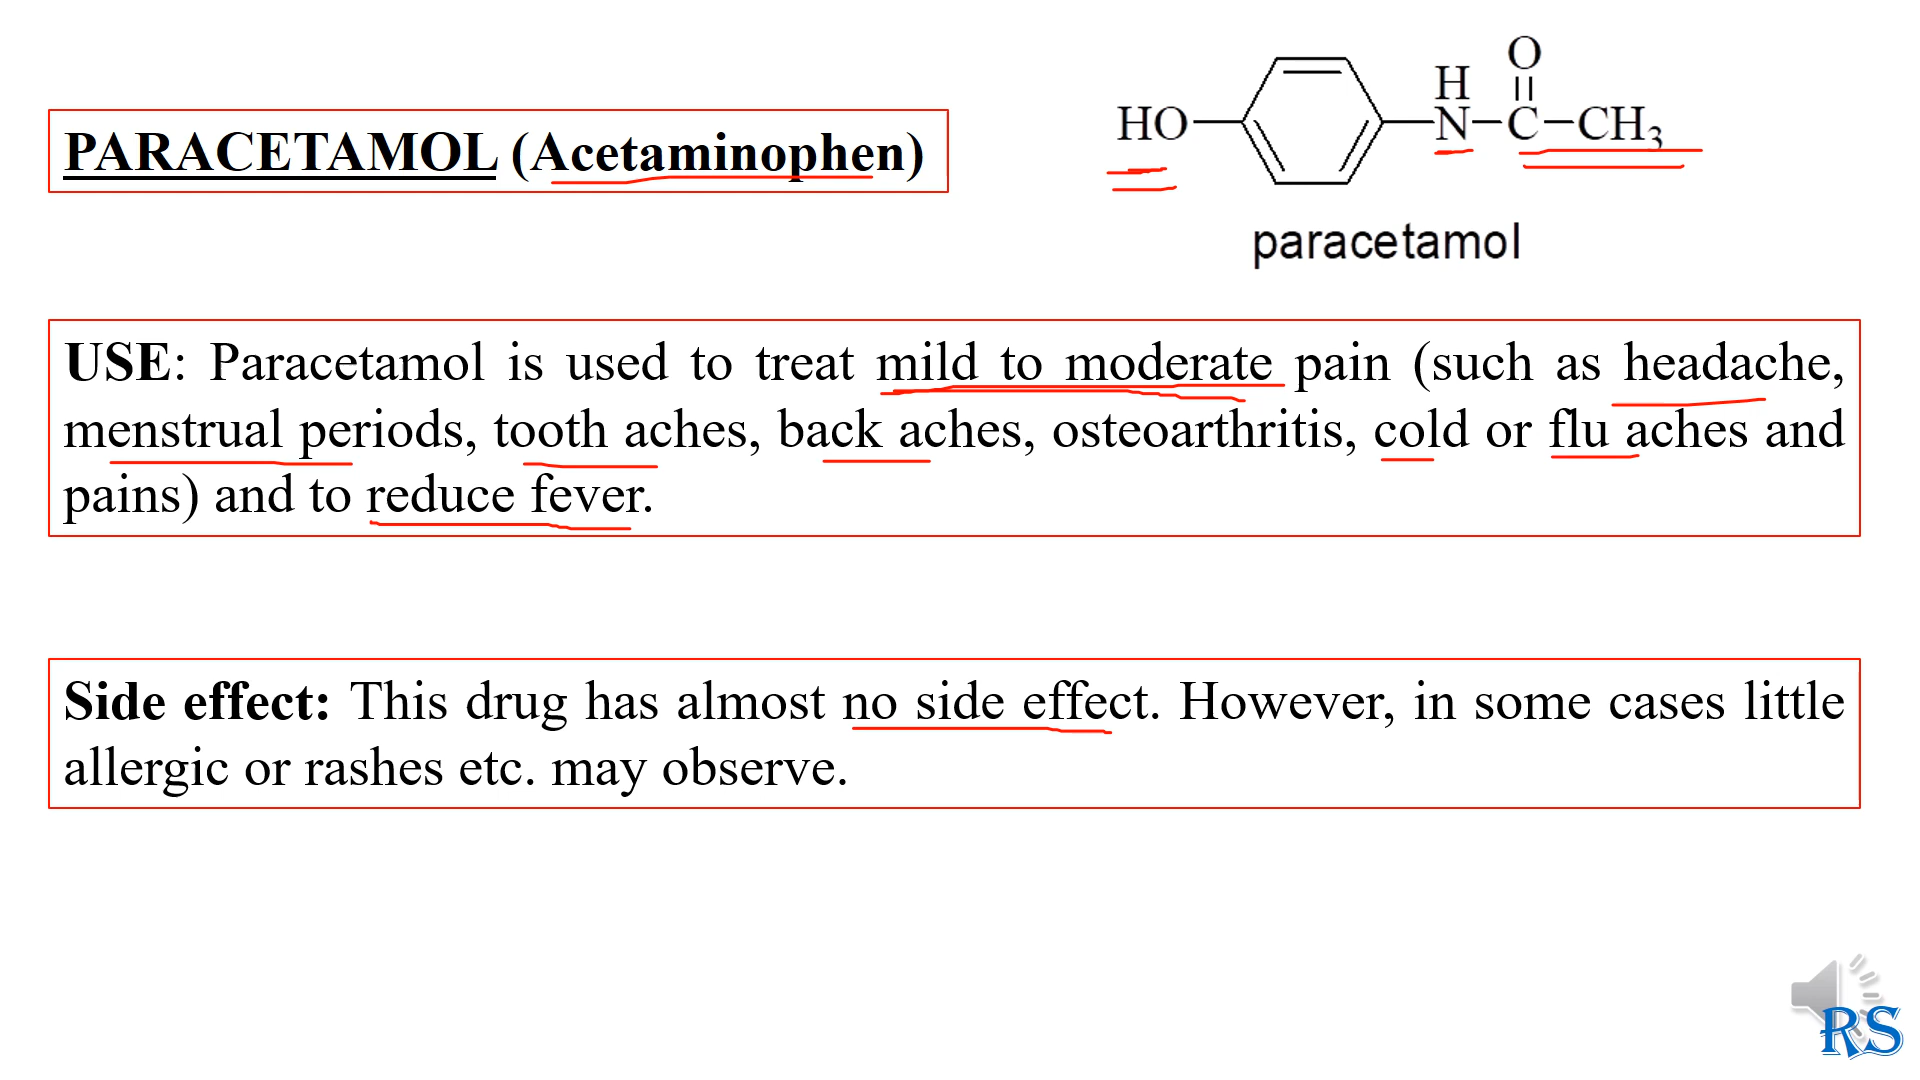 PARACETAMOL (Acetaminophen)
O
H
HO N C CH3
paracetamol
USE: Paracetamol is used to treat mild to moderate pain (such as headache,
menstrual periods, tooth aches, back aches, osteoarthritis, cold or flu aches and
pains) and to reduce fever.
Side effect: This drug has almost no side effect. However, in some cases little
allergic or rashes etc. may observe.
RS